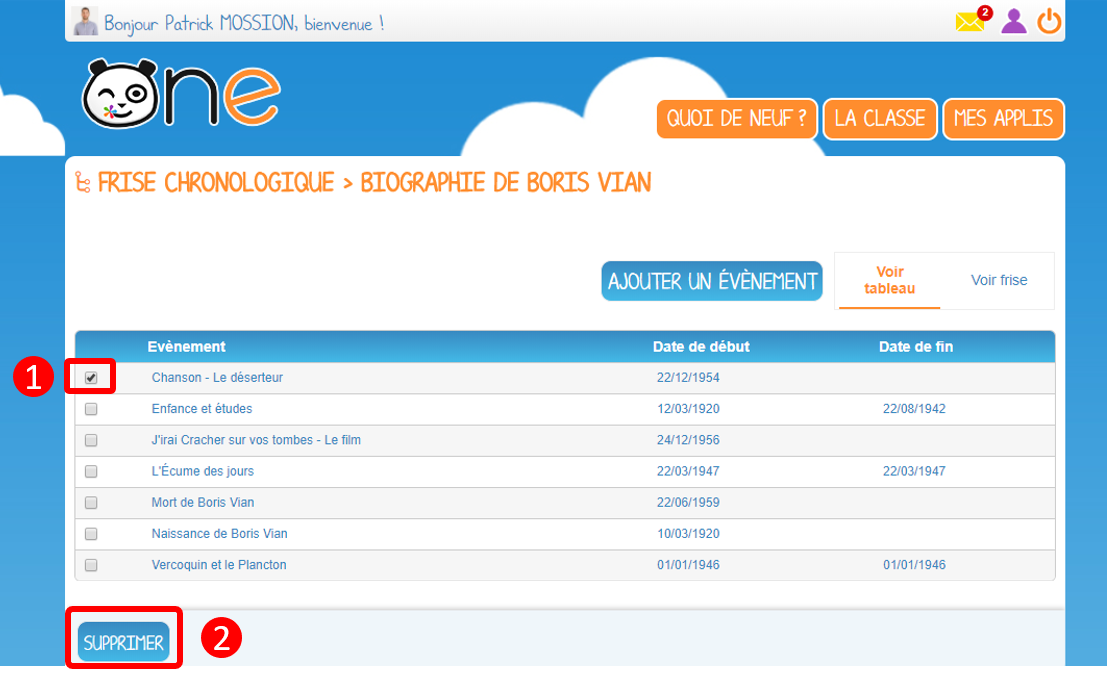 Bonjour Patrick MOSSION, bienvenue !
2
One
QUOI DE NEUF ?
LA CLASSE
MES APPLIS
FRISE CHRONOLOGIQUE > BIOGRAPHIE DE BORIS VIAN
AJOUTER UN ÉVÈNEMENT
Voir
tableau
Voir frise
Evènement Date de début Date de fin
1
Chanson - Le déserteur 22/12/1954
Enfance et études 12/03/1920 22/08/1942
J'irai Cracher sur vos tombes - Le film 24/12/1956
L'Écume des jours 22/03/1947 22/03/1947
Mort de Boris Vian 22/06/1959
Naissance de Boris Vian 10/03/1920
Vercoquin et le Plancton 01/01/1946 01/01/1946
SUPPRIMER
2